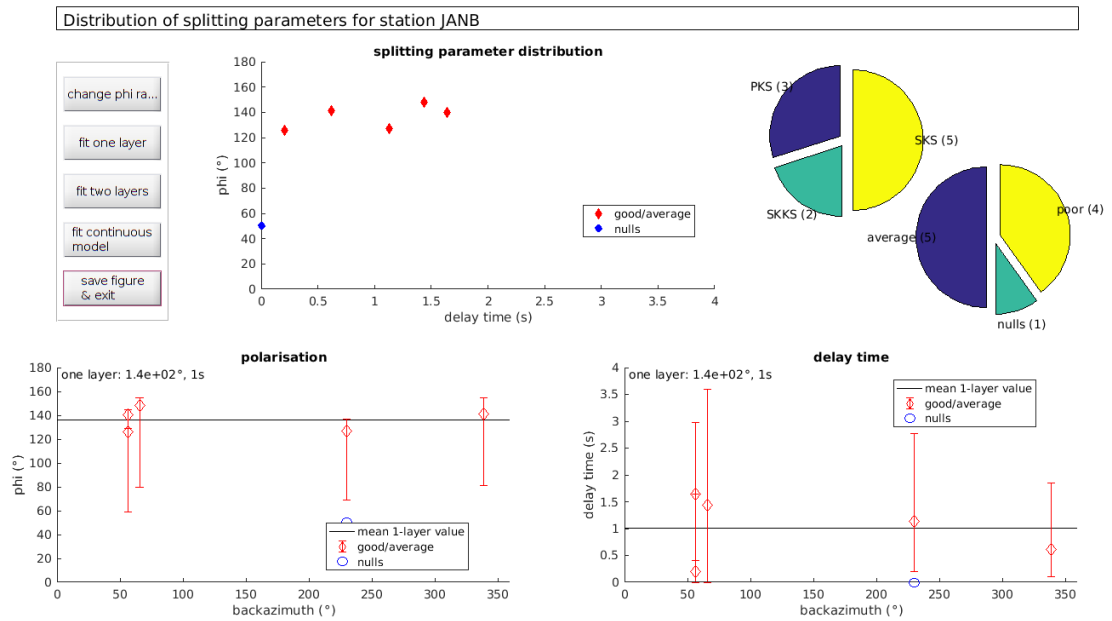 Distribution of splitting parameters for station JANB
change phi ra...
fit one layer
fit two layers
fit continuous
model
save figure
& exit
splitting parameter distribution
180
160
140
120
100
80
60
40
20
0
phi (°)
0
0.5
1
1.5
2
2.5
3
3.5
4
delay time (s)
good/average
nulls
PKS (3)
SKS (5)
SKKS (2)
average (5)
poor (4)
nulls (1)
polarisation
one layer: 1.4e+02°, 1s
180
160
140
120
100
80
60
40
20
0
phi (°)
0
50
100
150
200
250
300
350
backazimuth (°)
mean 1-layer value
good/average
nulls
delay time
one layer: 1.4e+02°, 1s
4
3.5
3
2.5
2
1.5
1
0.5
0
delay time (s)
0
50
100
150
200
250
300
350
backazimuth (°)
mean 1-layer value
good/average
nulls